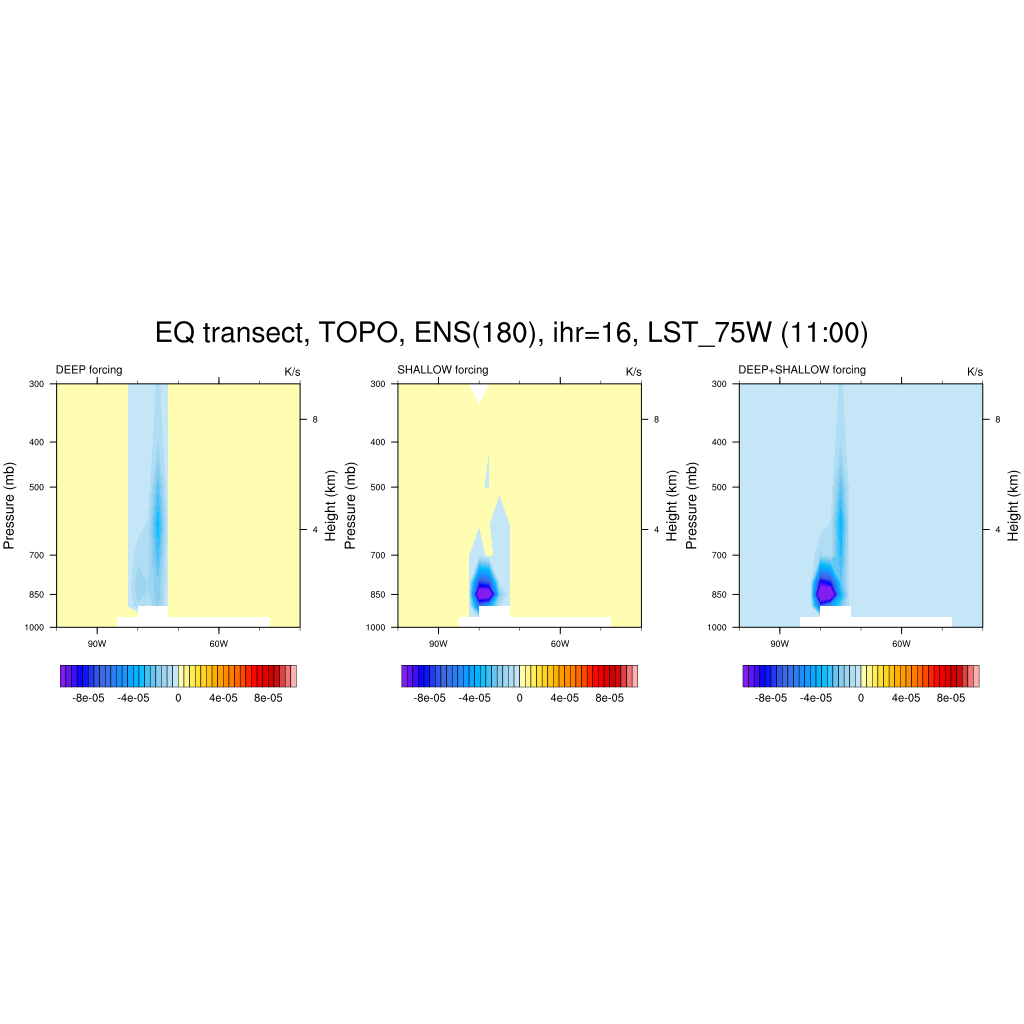 EQ transect, TOPO, ENS(180), ihr=16, LST_75W (11:00)
DEEP forcing K/s
SHALLOW forcing K/s
DEEP+SHALLOW forcing K/s
Pressure (mb)
300
400
500
700
850
1000
8
4
Height (km)
90W 60W
Pressure (mb)
300
400
500
700
850
1000
8
4
Height (km)
90W 60W
Pressure (mb)
300
400
500
700
850
1000
8
4
Height (km)
90W 60W
-8e-05 -4e-05 0 4e-05 8e-05
-8e-05 -4e-05 0 4e-05 8e-05
-8e-05 -4e-05 0 4e-05 8e-05